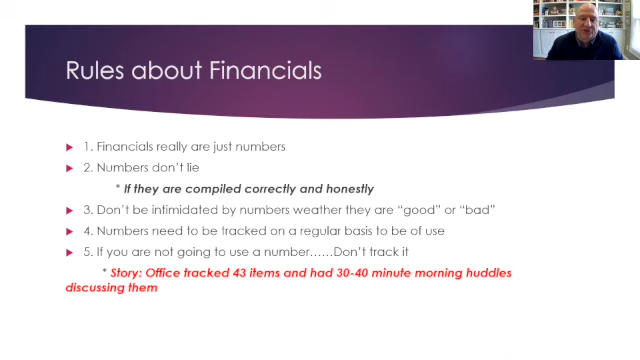 Rules about Financials
1. Financials really are just numbers
2. Numbers don't lie
* If they are compiled correctly and honestly
3. Don't be intimidated by numbers weather they are “good” or “bad”
4. Numbers need to be tracked on a regular basis to be of use
5. If you are not going to use a number……Don't track it
* Story: Office tracked 43 items and had 30-40 minute morning huddles
discussing them